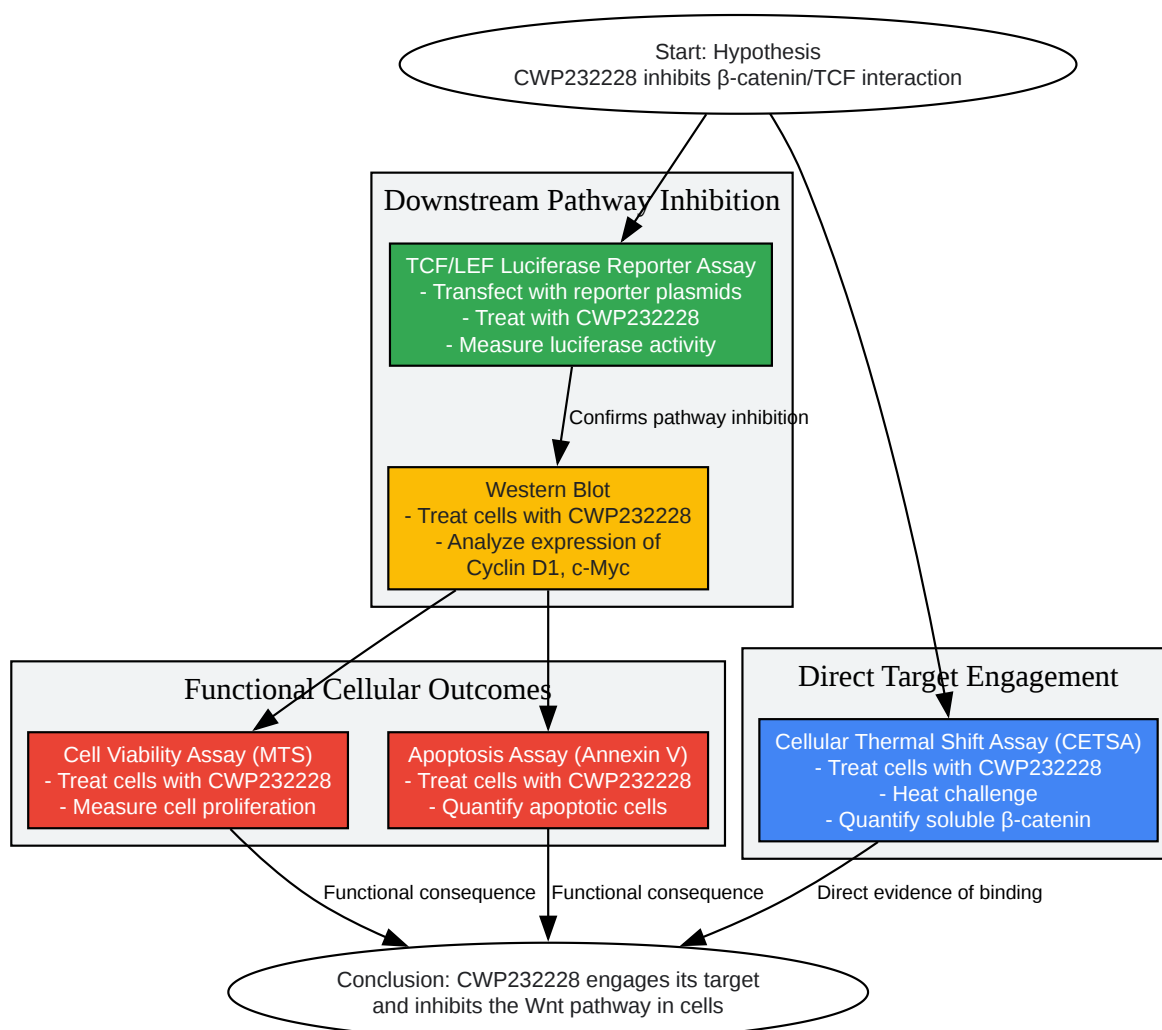 Start: Hypothesis
CWP232228 inhibits β-catenin/TCF interaction
Downstream Pathway Inhibition
TCF/LEF Luciferase Reporter Assay
- Transfect with reporter plasmids
- Treat with CWP232228
- Measure luciferase activity
Confirms pathway inhibition
Western Blot
- Treat cells with CWP232228
- Analyze expression of
Cyclin D1, c-Myc
Functional Cellular Outcomes
Cell Viability Assay (MTS)
- Treat cells with CWP232228
- Measure cell proliferation
Apoptosis Assay (Annexin V)
- Treat cells with CWP232228
- Quantify apoptotic cells
Direct Target Engagement
Cellular Thermal Shift Assay (CETSA)
- Treat cells with CWP232228
- Heat challenge
- Quantify soluble β-catenin
Functional consequence
Functional consequence
Direct evidence of binding
Conclusion: CWP232228 engages its target
and inhibits the Wnt pathway in cells